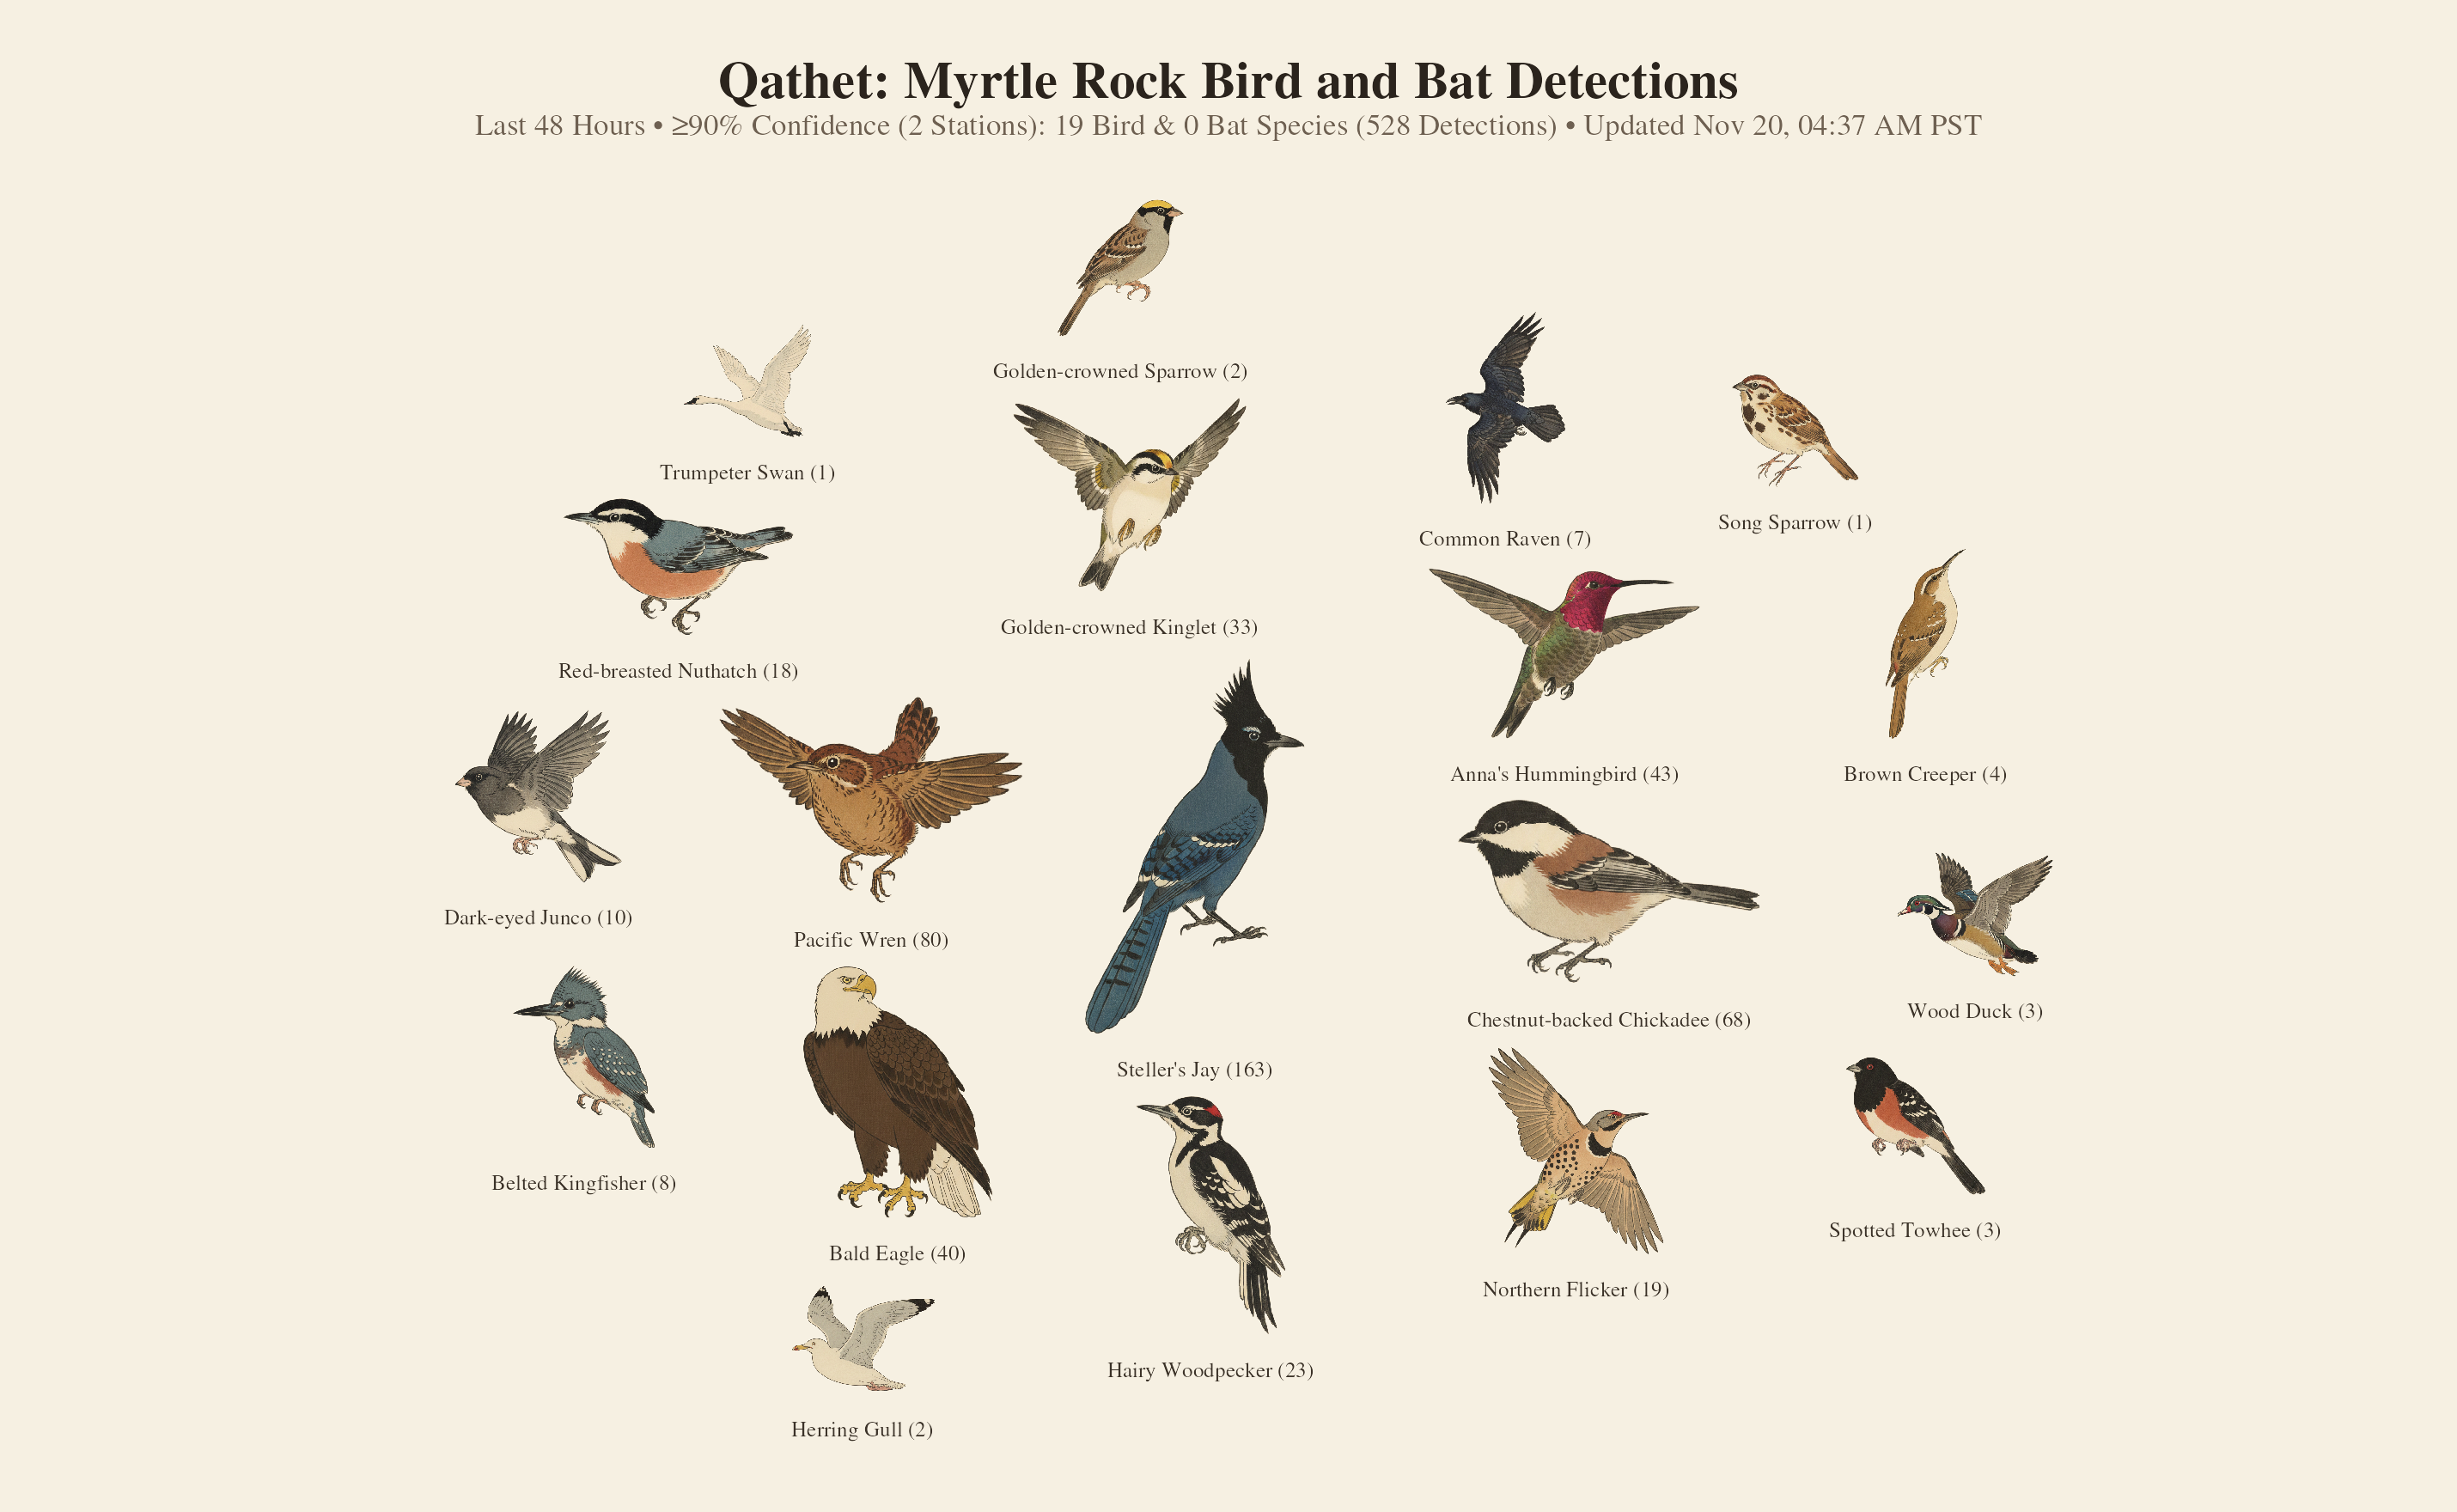 Qathet: Myrtle Rock Bird and Bat Detections
Last 48 Hours • ≥90% Confidence (2 Stations): 19 Bird & 0 Bat Species (528 Detections) • Updated Nov 20, 04:37 AM PST
Golden-crowned Sparrow (2)
Trumpeter Swan (1)
Song Sparrow (1)
Common Raven (7)
Golden-crowned Kinglet (33)
Red-breasted Nuthatch (18)
Anna's Hummingbird (43)
Brown Creeper (4)
Dark-eyed Junco (10)
Pacific Wren (80)
Wood Duck (3)
Chestnut-backed Chickadee (68)
Steller's Jay (163)
Belted Kingfisher (8)
Spotted Towhee (3)
Bald Eagle (40)
Northern Flicker (19)
Hairy Woodpecker (23)
Herring Gull (2)